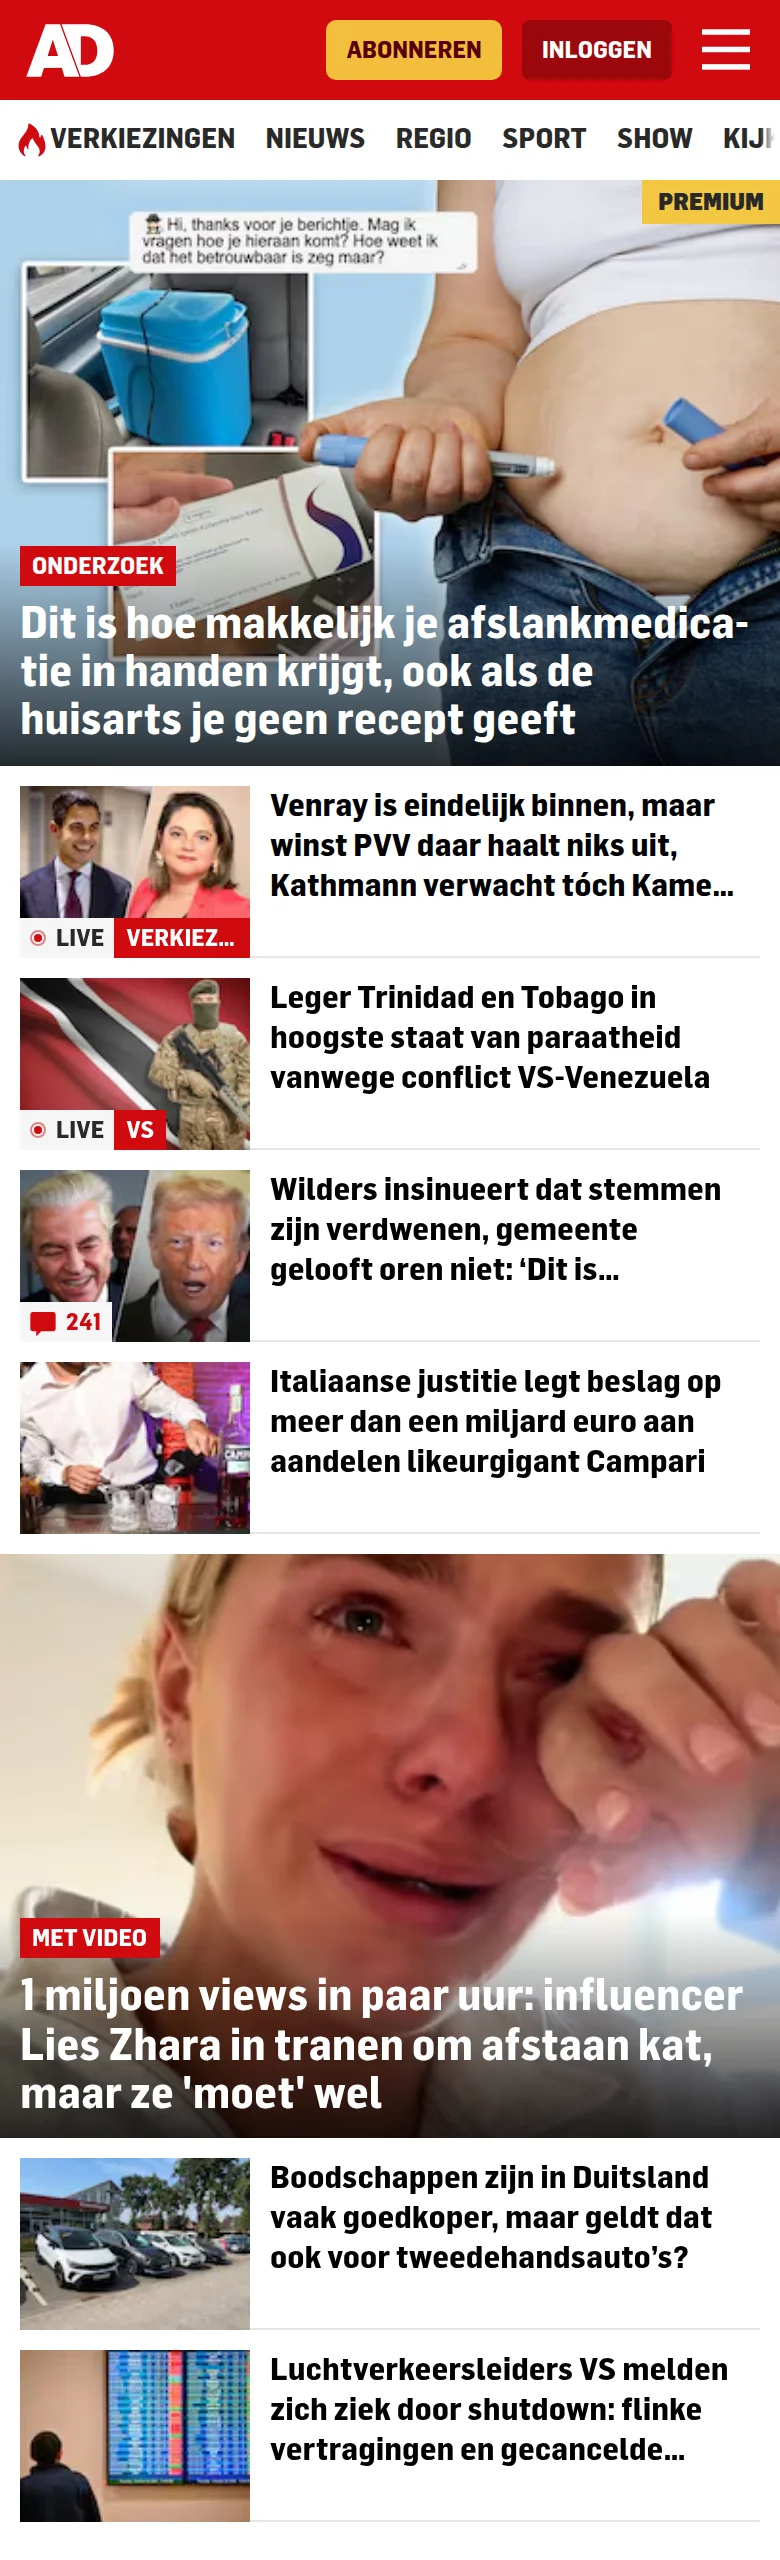 AD
ABONNEREN
INLOGGEN
VERKIEZINGEN NIEUWS REGIO SPORT SHOW
PREMIUM
Hi, thanks voor je berichtje. Mag ik
vragen hoe je hieraan komt? Hoe weet ik
dat het betrouwbaar is zeg maar?
ONDERZOEK
Dit is hoe makkelijk je afslankmedica-
tie in handen krijgt, ook als de
huisarts je geen recept geeft
Venray is eindelijk binnen, maar
winst PVV daar haalt niks uit,
Kathmann verwacht tóch Kame...
LIVE VERKIEZ...
Leger Trinidad en Tobago in
hoogste staat van paraatheid
vanwege conflict VS-Venezuela
LIVE VS
Wilders insinueert dat stemmen
zijn verdwenen, gemeente
gelooft oren niet: ‘Dit is...
241
Italiaanse justitie legt beslag op
meer dan een miljard euro aan
aandelen likeurgigant Campari
MET VIDEO
1 miljoen views in paar uur: influencer
Lies Zhara in tranen om afstaan kat,
maar ze 'moet' wel
Boodschappen zijn in Duitsland
vaak goedkoper, maar geldt dat
ook voor tweedehandsauto’s?
Luchtverkeersleiders VS melden
zich ziek door shutdown: flinke
vertragingen en gecancelde...